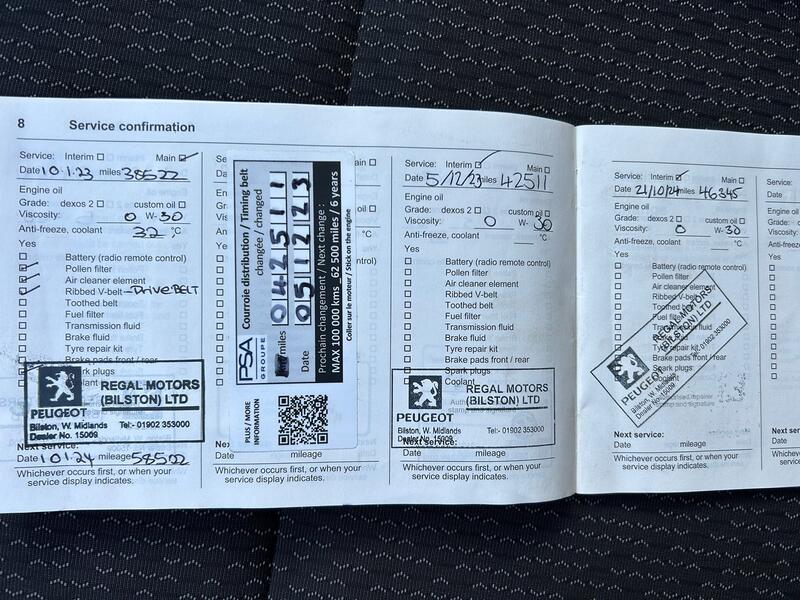 8 Service confirmation
Service: Interim Main
Date 10.1.23 miles 38522
Engine oil
Grade: dexos 2 custom oil
Viscosity: 0 W-30
Anti-freeze, coolant 32 °C
Yes
Battery (radio remote control)
Pollen filter
Air cleaner element
Ribbed V-belt - DRIVE BELT
Toothed belt
Fuel filter
Transmission fluid
Brake fluid
Tyre repair kit
Brake pads front / rear
Spark plugs
PEUGEOT
REGAL MOTORS
(BILSTON) LTD
Bilston, W. Midlands
Dealer No. 15009
Tel:- 01902 353000
Next service:
Date 10.1.24 mileage 58522
Whichever occurs first, or when your
service display indicates.
PSA
GROUPE
Courroie distribution / Timing belt
changée / changed
miles 042511
Date 051223
Prochain changement / Next change :
MAX 100 000 kms - 62 500 miles / 6 years
Coller sur le moteur / Stick on the engine
PLUS / MORE
INFORMATION
Date mileage
Whichever occurs first, or when your
service display indicates.
Service: Interim Main
Date 5/12/23 miles 42511
Engine oil
Grade: dexos 2 custom oil
Viscosity: 0 W-30
Anti-freeze, coolant °C
Yes
Battery (radio remote control)
Pollen filter
Air cleaner element
Ribbed V-belt
Toothed belt
Fuel filter
Transmission fluid
Brake fluid
Tyre repair kit
Brake pads front / rear
Spark plugs
Coolant
PEUGEOT
REGAL MOTORS
(BILSTON) LTD
Bilston, W. Midlands
Dealer No. 15009
Tel:- 01902 353000
Next service:
Date mileage
Whichever occurs first, or when your
service display indicates.
Service: Interim Main
Date 21/10/24 miles 46345
Engine oil
Grade: dexos 2 custom oil
Viscosity: 0 W-30
Anti-freeze, coolant °C
Yes
Battery (radio remote control)
Pollen filter
Air cleaner element
Ribbed V-belt
Toothed belt
Fuel filter
Transmission fluid
Brake fluid
Tyre repair kit
Brake pads front / rear
Spark plugs
Coolant
PEUGEOT
REGAL MOTORS
(BILSTON) LTD
Bilston, W. Midlands
Dealer No. 15009
Tel:- 01902 353000
Next service:
Date mileage
Whichever occurs first, or when your
service display indicates.